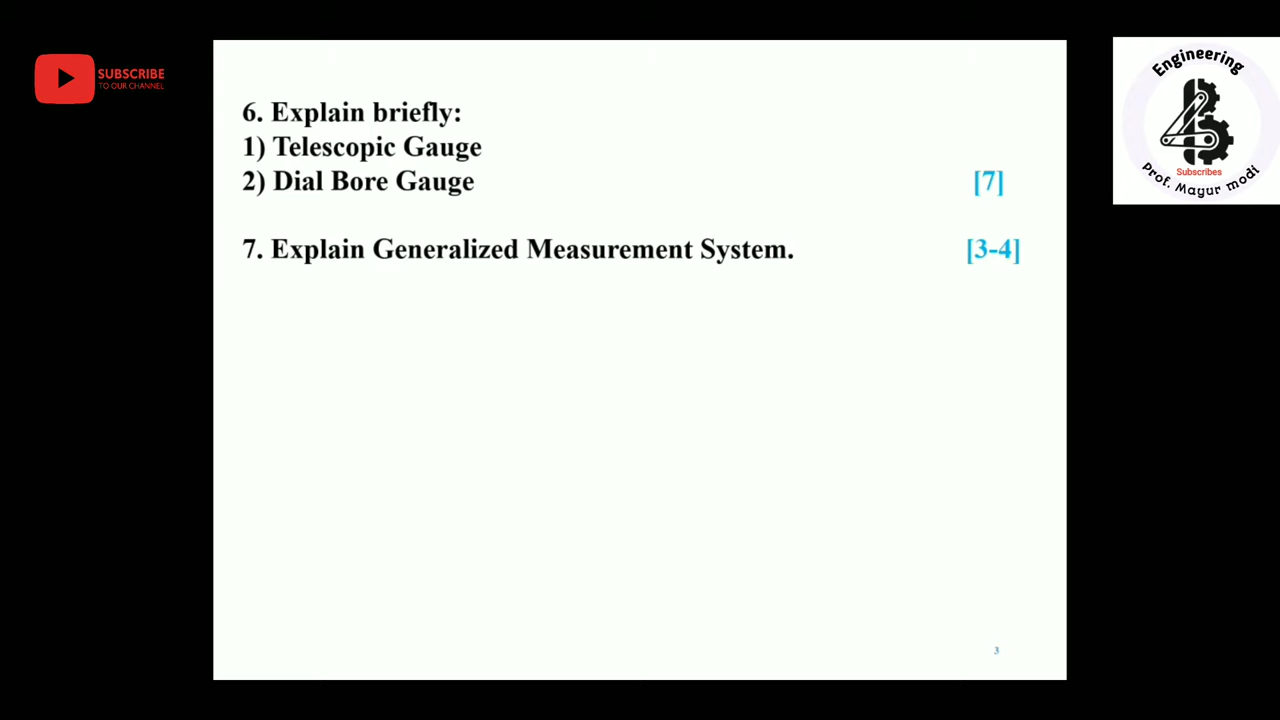 SUBSCRIBE
TO OUR CHANNEL
Engineering
Subscribes
Prof. Mayur modi
6. Explain briefly:
1) Telescopic Gauge
2) Dial Bore Gauge [7]
7. Explain Generalized Measurement System. [3-4]
3